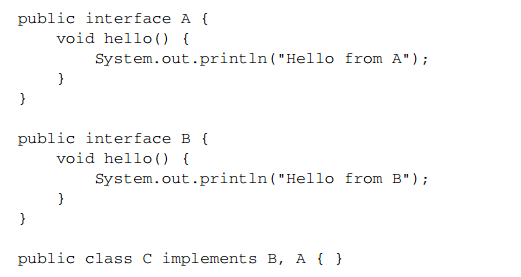 public interface A {
    void hello() {
        System.out.println("Hello from A");
    }
}

public interface B {
    void hello() {
        System.out.println("Hello from B");
    }
}

public class C implements B, A { }